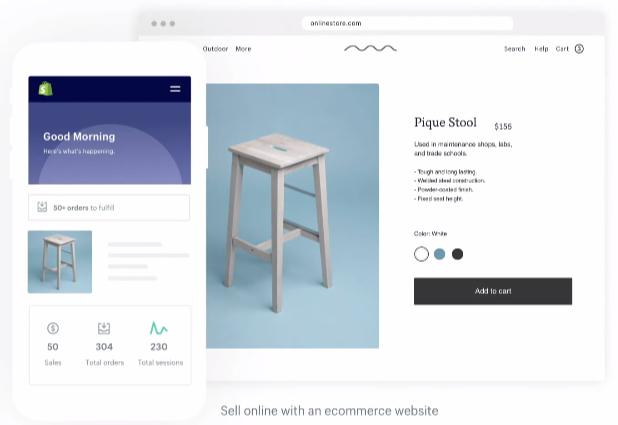 onlinestore.com
Outdoor More
Search Help Cart
Good Morning
Here's what's happening.
50+ orders to fulfill
50 304 230
Sales Total orders Total sessions
Pique Stool $155
Used in maintenance shops, labs,
and trade schools.
- Tough and long lasting.
- Welded steel construction.
- Powder-coated finish.
- Fixed seat height.
Color: White
Add to cart
Sell online with an ecommerce website